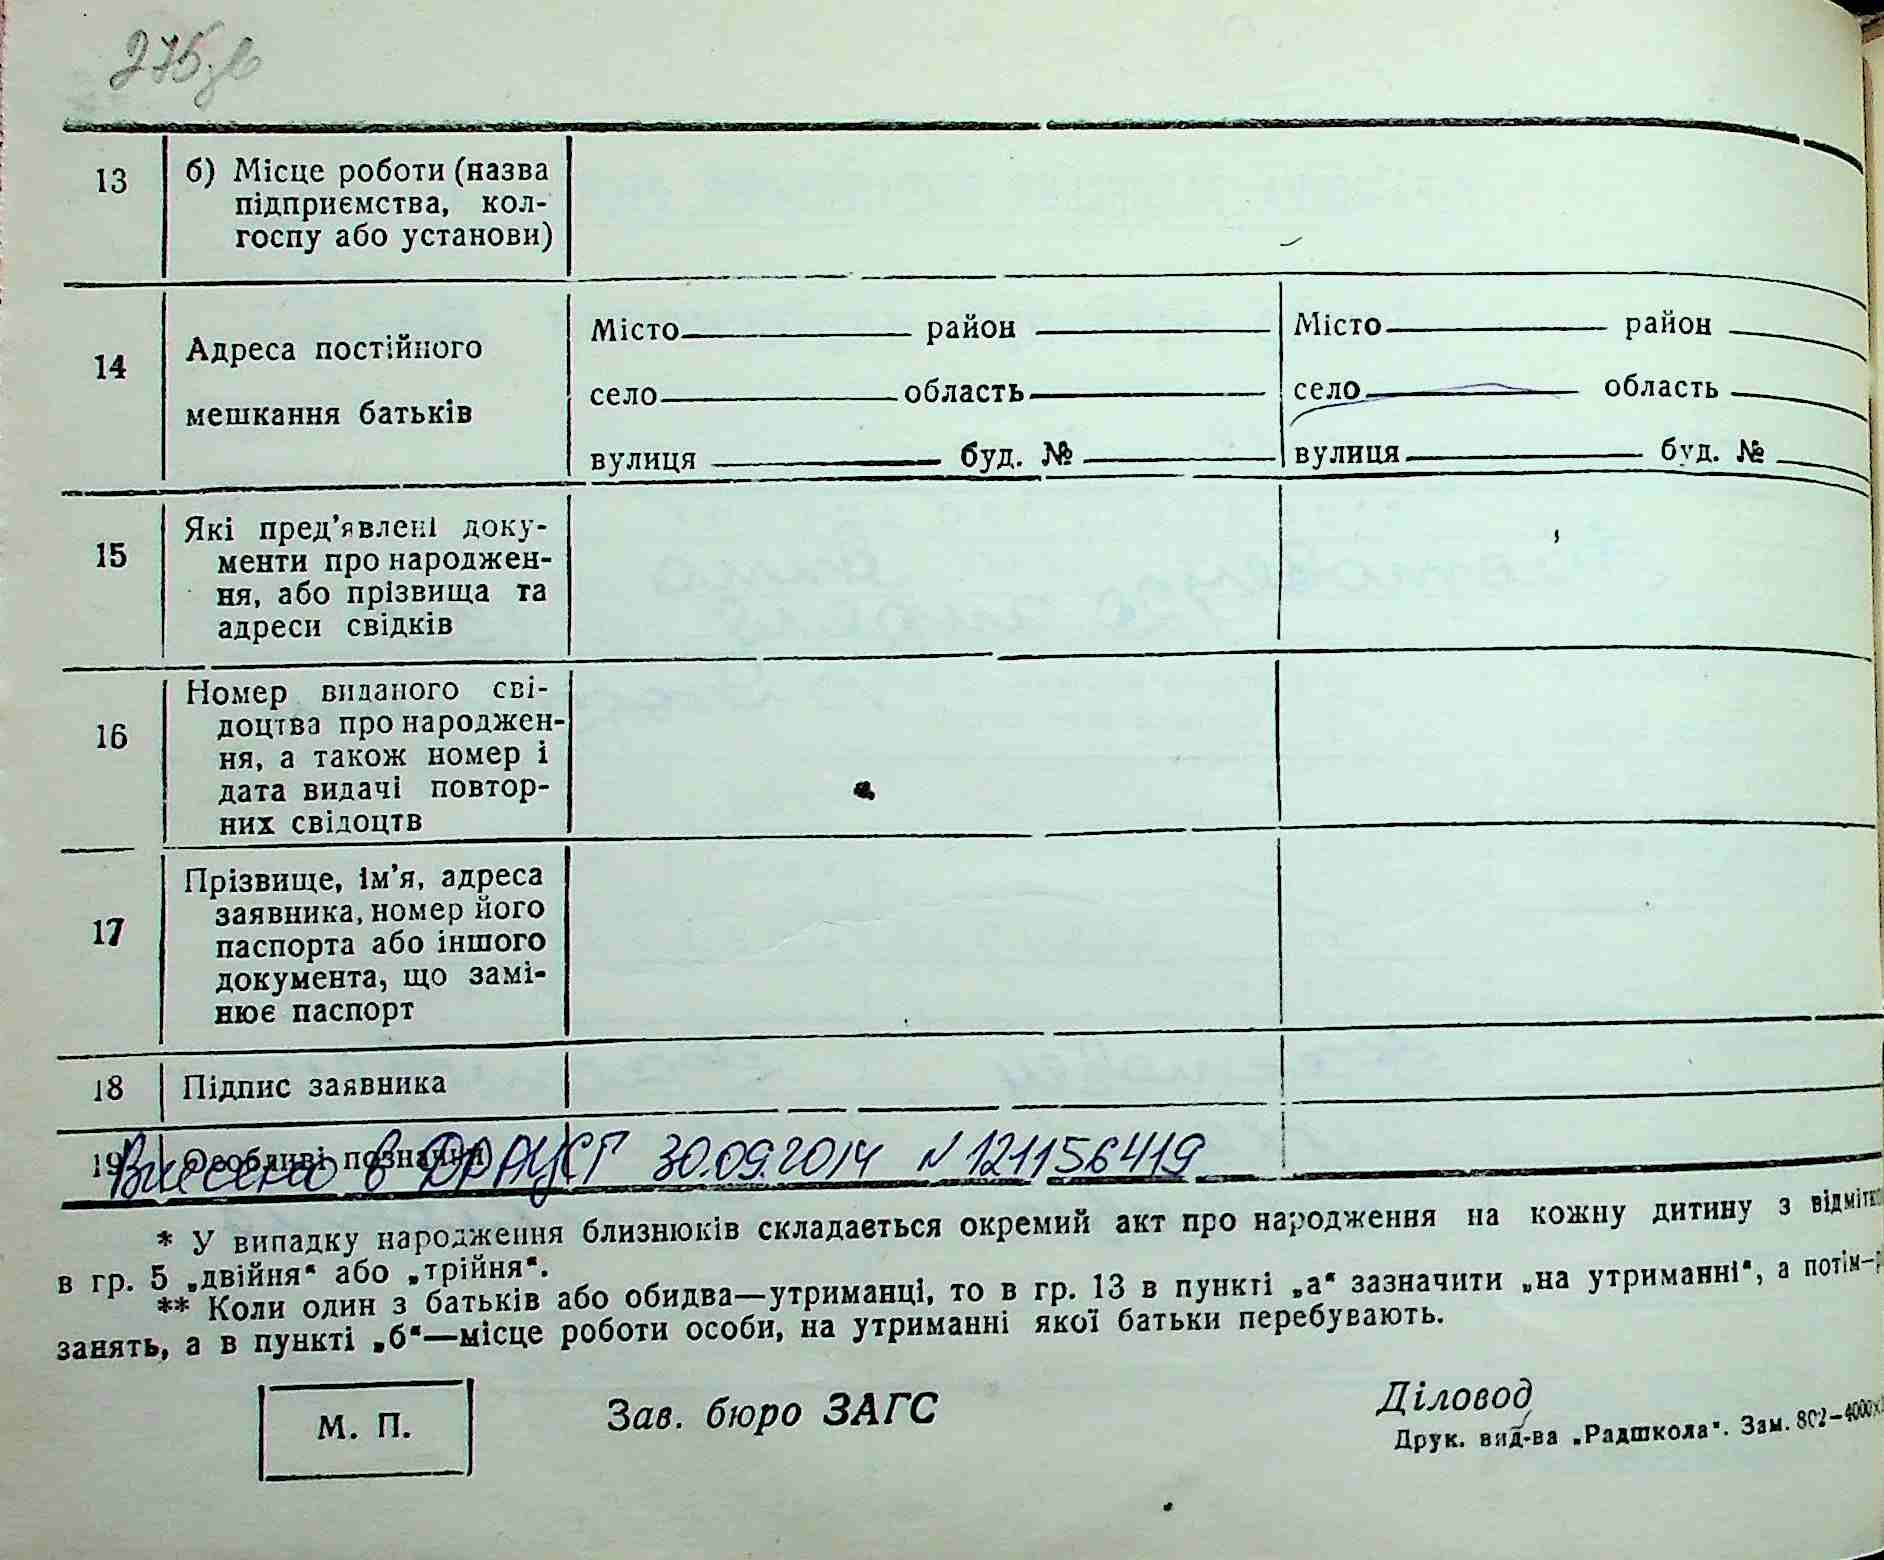 275 зв
13 б) Місце роботи (назва
підприємства, кол-
госпу або установи)
14 Адреса постійного
мешкання батьків
Місто район
село область
вулиця буд. №
Місто район
село область
вулиця буд. №
15 Які пред'явлені доку-
менти про народжен-
ня, або прізвища та
адреси свідків
16 Номер виданого сві-
доцтва про народжен-
ня, а також номер і
дата видачі повтор-
них свідоцтв
17 Прізвище, ім'я, адреса
заявника, номер його
паспорта або іншого
документа, що замі-
нює паспорт
18 Підпис заявника
19 Особливі позначки
Внесено в ДРАЦСГ 30.09.2014 N 121156419
* У випадку народження близнюків складається окремий акт про народження на кожну дитину з
в гр. 5 „двійня“ або „трійня“.
** Коли один з батьків або обидва—утриманці, то в гр. 13 в пункті „а“ зазначити „на утриманні“, а потім—
занять, а в пункті „б“—місце роботи особи, на утриманні якої батьки перебувають.
М. П.
Зав. бюро ЗАГС
Діловод
Друк. вид-ва „Радшкола“. Зам. 802—4000